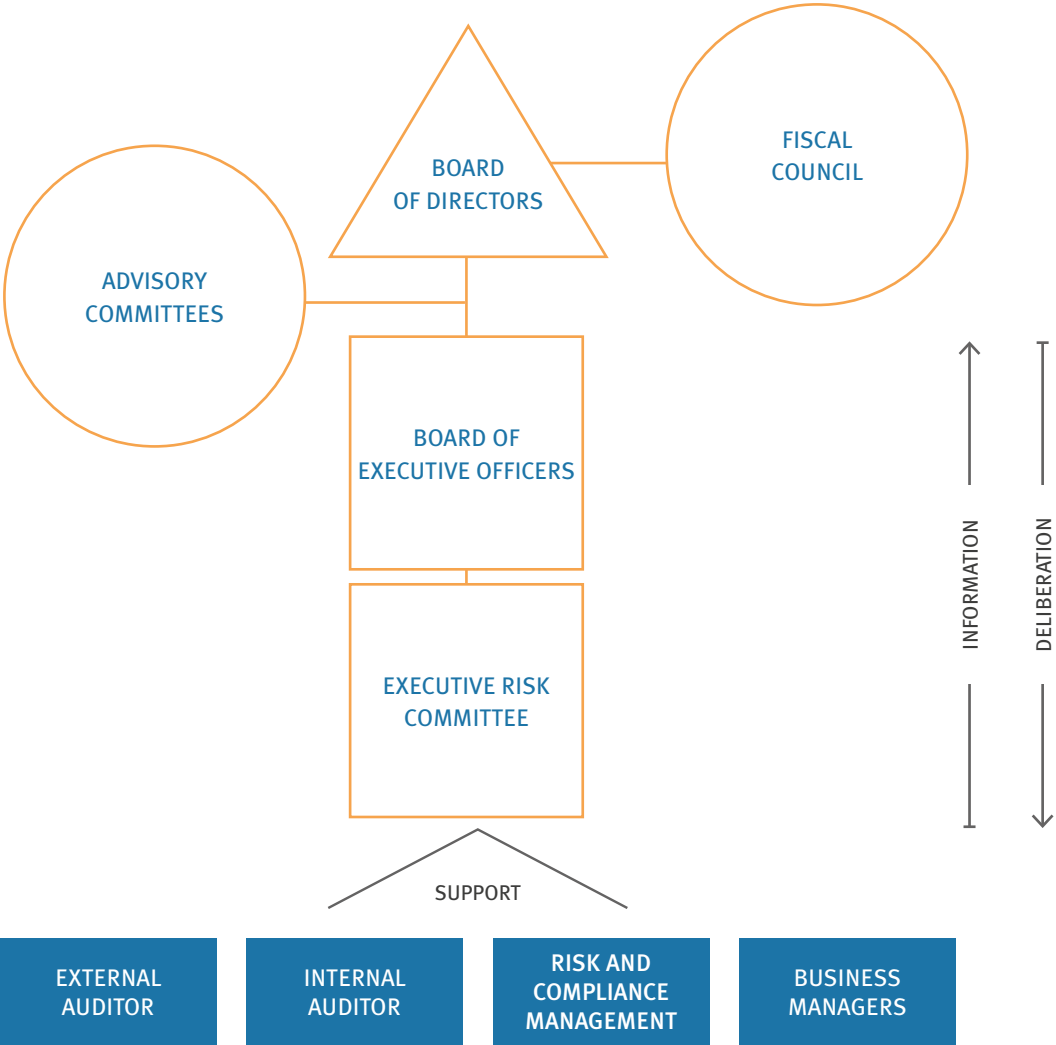 BOARD
OF DIRECTORS
FISCAL
COUNCIL
ADVISORY
COMMITTEES
BOARD OF
EXECUTIVE OFFICERS
INFORMATION
DELIBERATION
EXECUTIVE RISK
COMMITTEE
SUPPORT
EXTERNAL
AUDITOR
INTERNAL
AUDITOR
RISK AND
COMPLIANCE
MANAGEMENT
BUSINESS
MANAGERS